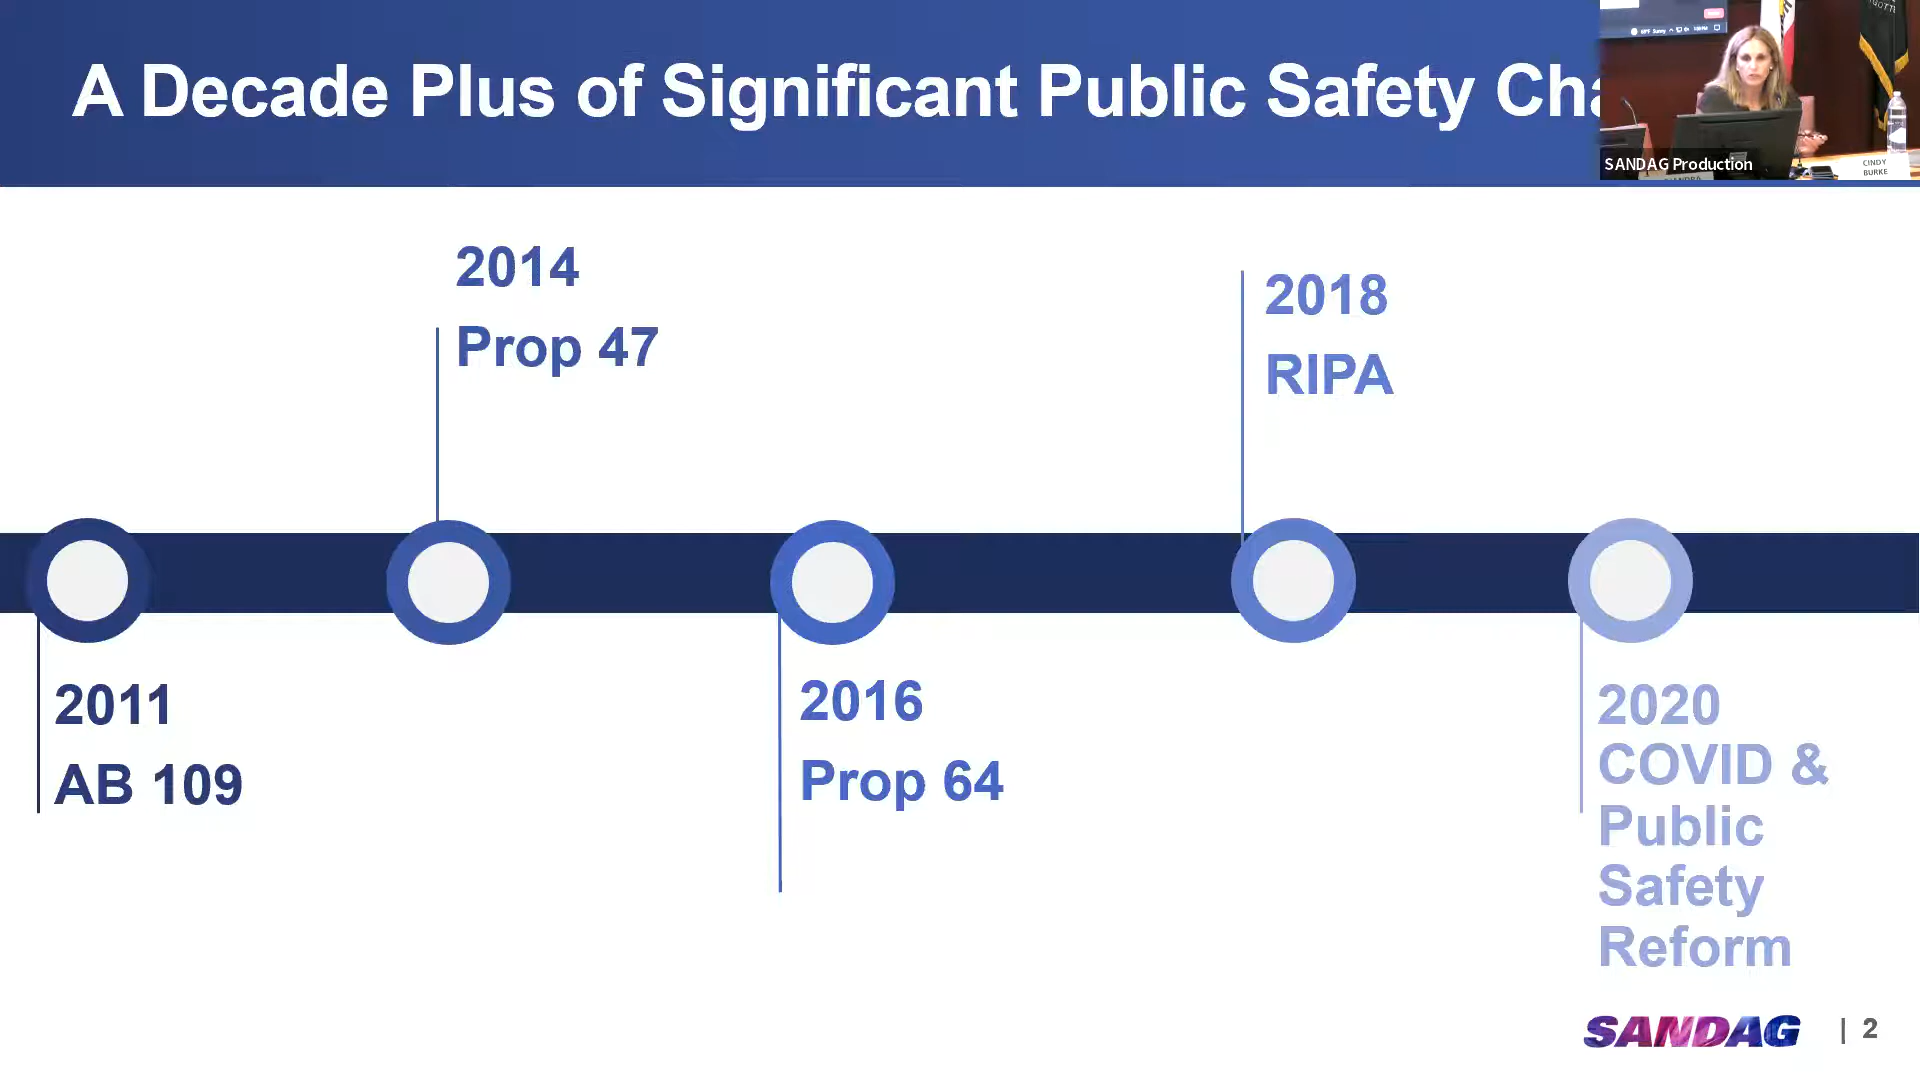 A Decade Plus of Significant Public Safety Cha
SANDAG Production
CINDY
BURKE
2014
Prop 47
2018
RIPA
2011
AB 109
2016
Prop 64
2020
COVID &
Public
Safety
Reform
SANDAG | 2